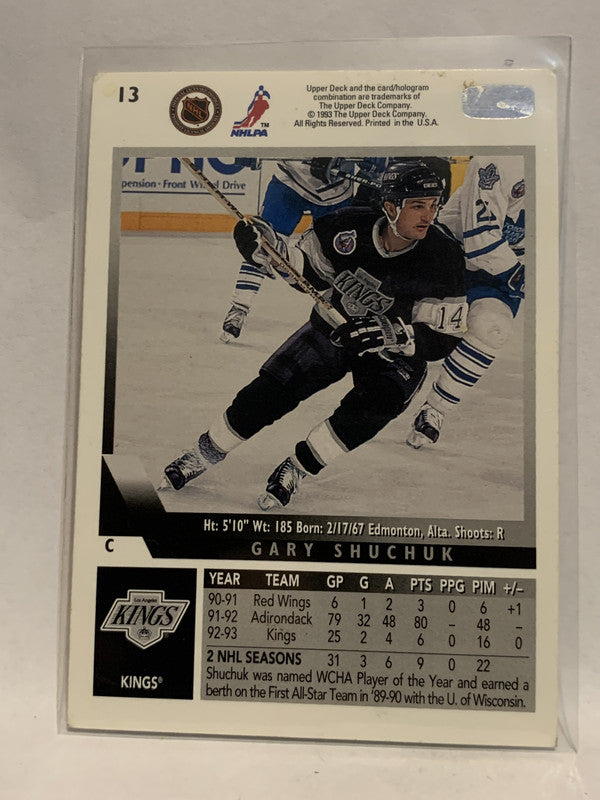 13
NHLPA
TM
Upper Deck and the card/hologram
combination are trademarks of
The Upper Deck Company.
© 1993 The Upper Deck Company.
All Rights Reserved. Printed in the U.S.A.
pension · Front Wheel Drive
KINGS
14
2
Ht: 5'10" Wt: 185 Born: 2/17/67 Edmonton, Alta. Shoots: R
C
GARY SHUCHUK
Los Angeles
KINGS
KINGS®
YEAR TEAM GP G A PTS PPG PIM +/–
90-91 Red Wings 6 1 2 3 0 6 +1
91-92 Adirondack 79 32 48 80 – 48 –
92-93 Kings 25 2 4 6 0 16 0
2 NHL SEASONS 31 3 6 9 0 22
Shuchuk was named WCHA Player of the Year and earned a
berth on the First All-Star Team in '89-90 with the U. of Wisconsin.